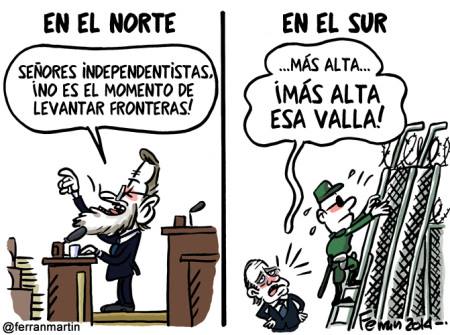 EN EL NORTE
SEÑORES INDEPENDENTISTAS,
¡NO ES EL MOMENTO DE
LEVANTAR FRONTERAS!
EN EL SUR
...MÁS ALTA...
¡MÁS ALTA
ESA VALLA!
@ferranmartin